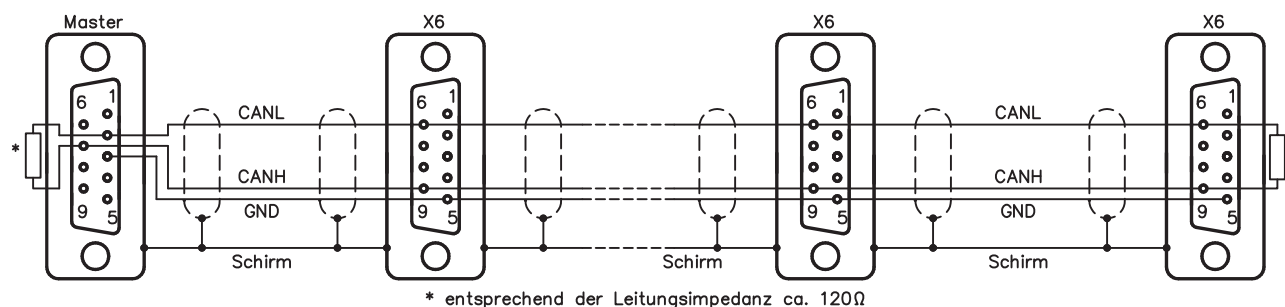 Master X6 X6 X6
6 1 6 1 6 1 6 1
CANL CANL
*
CANH CANH
9 5 9 5 9 5 9 5
GND GND
Schirm Schirm Schirm
* entsprechend der Leitungsimpedanz ca. 120Ω